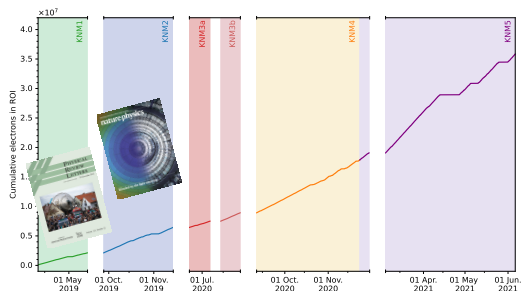 ×10⁷
KNM1
KNM2
KNM3a
KNM3b
KNM4
KNM5
Cumulative electrons in ROI
4.0
3.5
3.0
2.5
2.0
1.5
1.0
0.5
0.0
nature physics
PHYSICAL
REVIEW
LETTERS
01 May
2019
01 Oct.
2019
01 Nov.
2019
01 Jul.
2020
01 Oct.
2020
01 Nov.
2020
01 Apr.
2021
01 May
2021
01 Jun.
2021